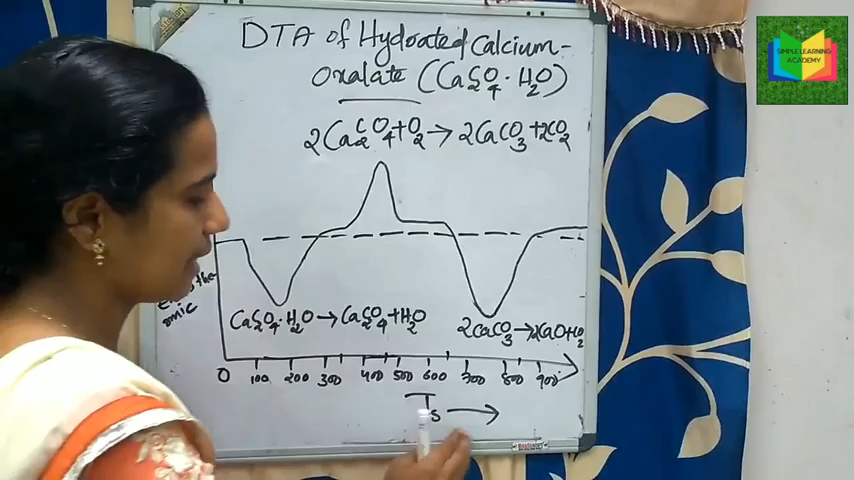 DTA of Hydrated Calcium-
Oxalate (CaC2O4·H2O)
2CaC2O4+O2→2CaCO3+2CO2
CaC2O4·H2O→CaC2O4+H2O
2CaCO3→2CaO+CO2
0 100 200 300 400 500 600 700 800 900
Ts →
SIMPLE LEARNING
ACADEMY